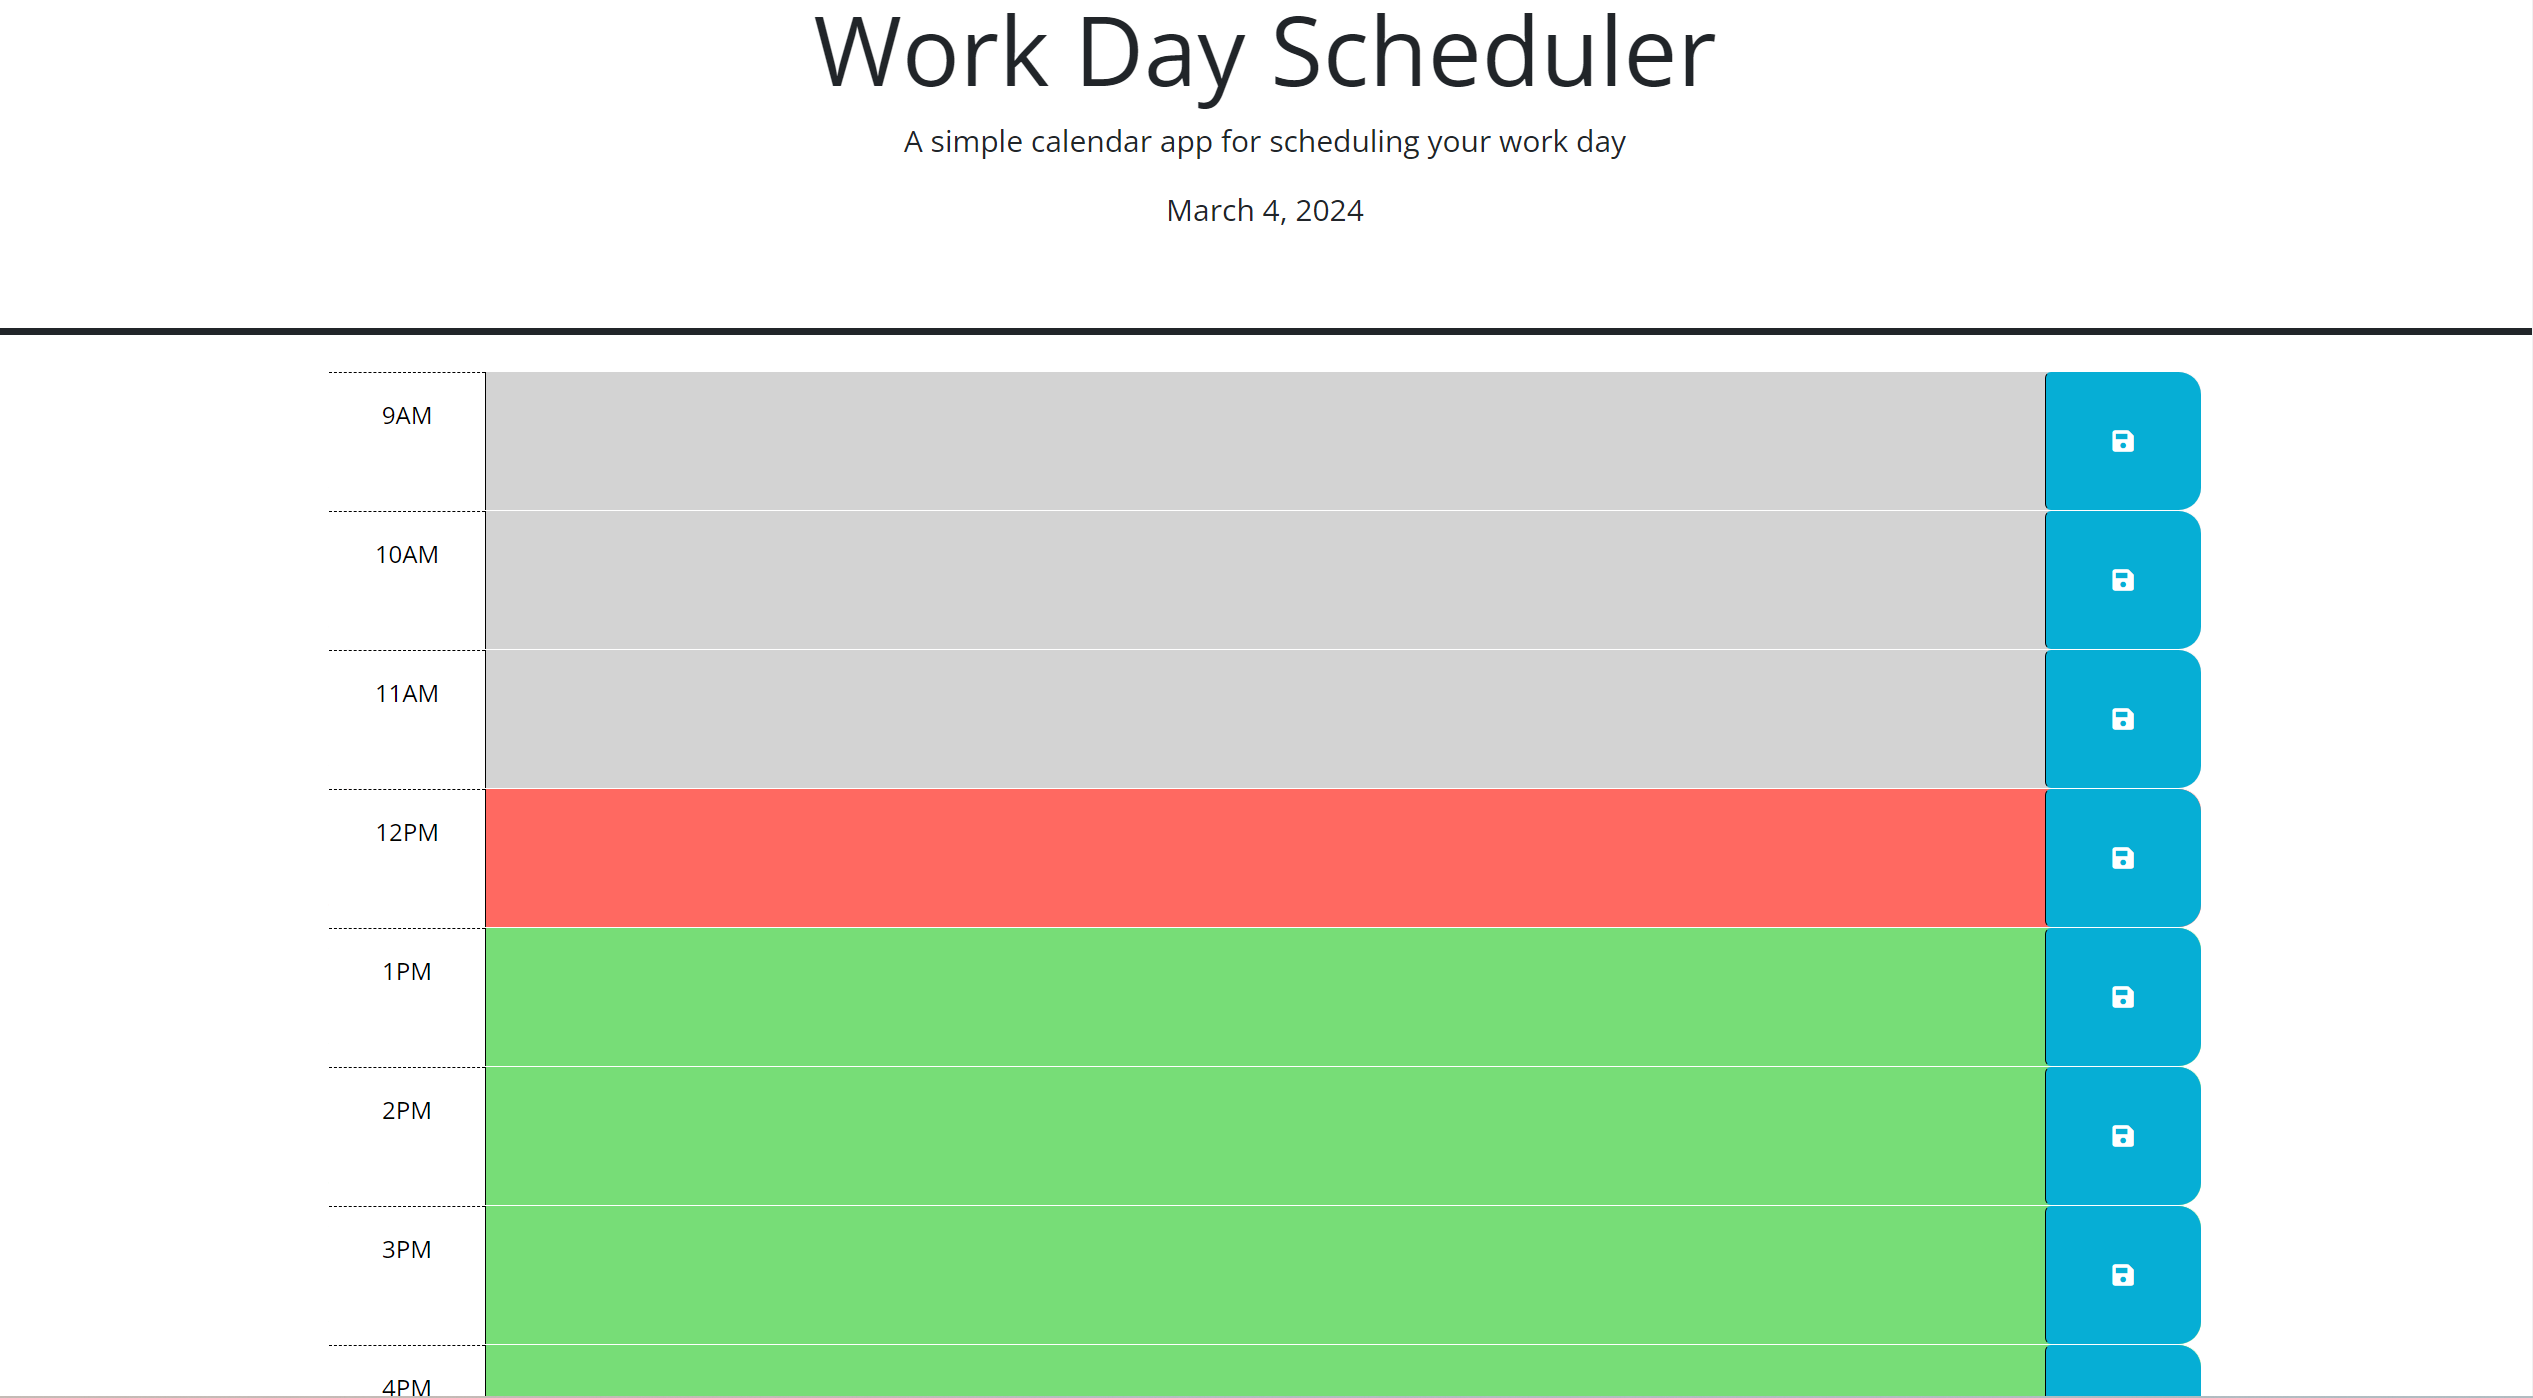 Work Day Scheduler
A simple calendar app for scheduling your work day
March 4, 2024
9AM
10AM
11AM
12PM
1PM
2PM
3PM
4PM